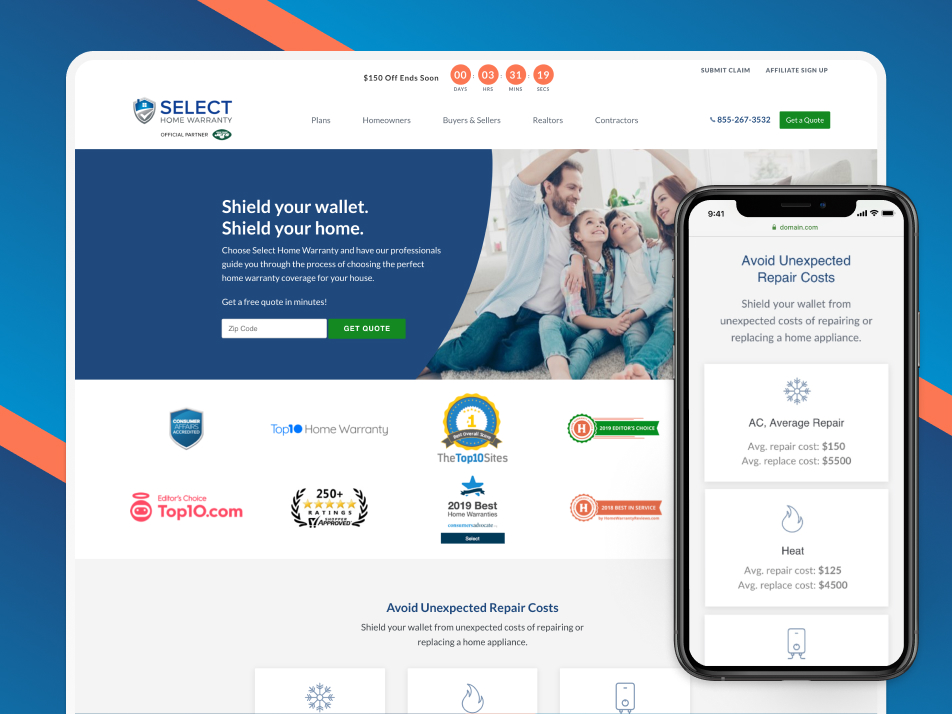 $150 Off Ends Soon
00 : 03 : 31 : 19
DAYS HRS MINS SECS
SUBMIT CLAIM AFFILIATE SIGN UP
SELECT
HOME WARRANTY
OFFICIAL PARTNER JETS
Plans Homeowners Buyers & Sellers Realtors Contractors
855-267-3532 Get a Quote
Shield your wallet.
Shield your home.
Choose Select Home Warranty and have our professionals
guide you through the process of choosing the perfect
home warranty coverage for your house.
Get a free quote in minutes!
Zip Code GET QUOTE
CONSUMER
AFFAIRS
ACCREDITED
Top10 Home Warranty
1
Best Overall Score
TheTop10Sites
H 2019 EDITOR'S CHOICE
Editor's Choice
Top10.com
250+
RATINGS
SHOPPER
APPROVED
2019 Best
Home Warranties
consumersadvocate
Select
H 2018 BEST IN SERVICE
by HomeWarrantyReviews.com
Avoid Unexpected Repair Costs
Shield your wallet from unexpected costs of repairing or
replacing a home appliance.
9:41
domain.com
Avoid Unexpected
Repair Costs
Shield your wallet from
unexpected costs of repairing or
replacing a home appliance.
AC, Average Repair
Avg. repair cost: $150
Avg. replace cost: $5500
Heat
Avg. repair cost: $125
Avg. replace cost: $4500